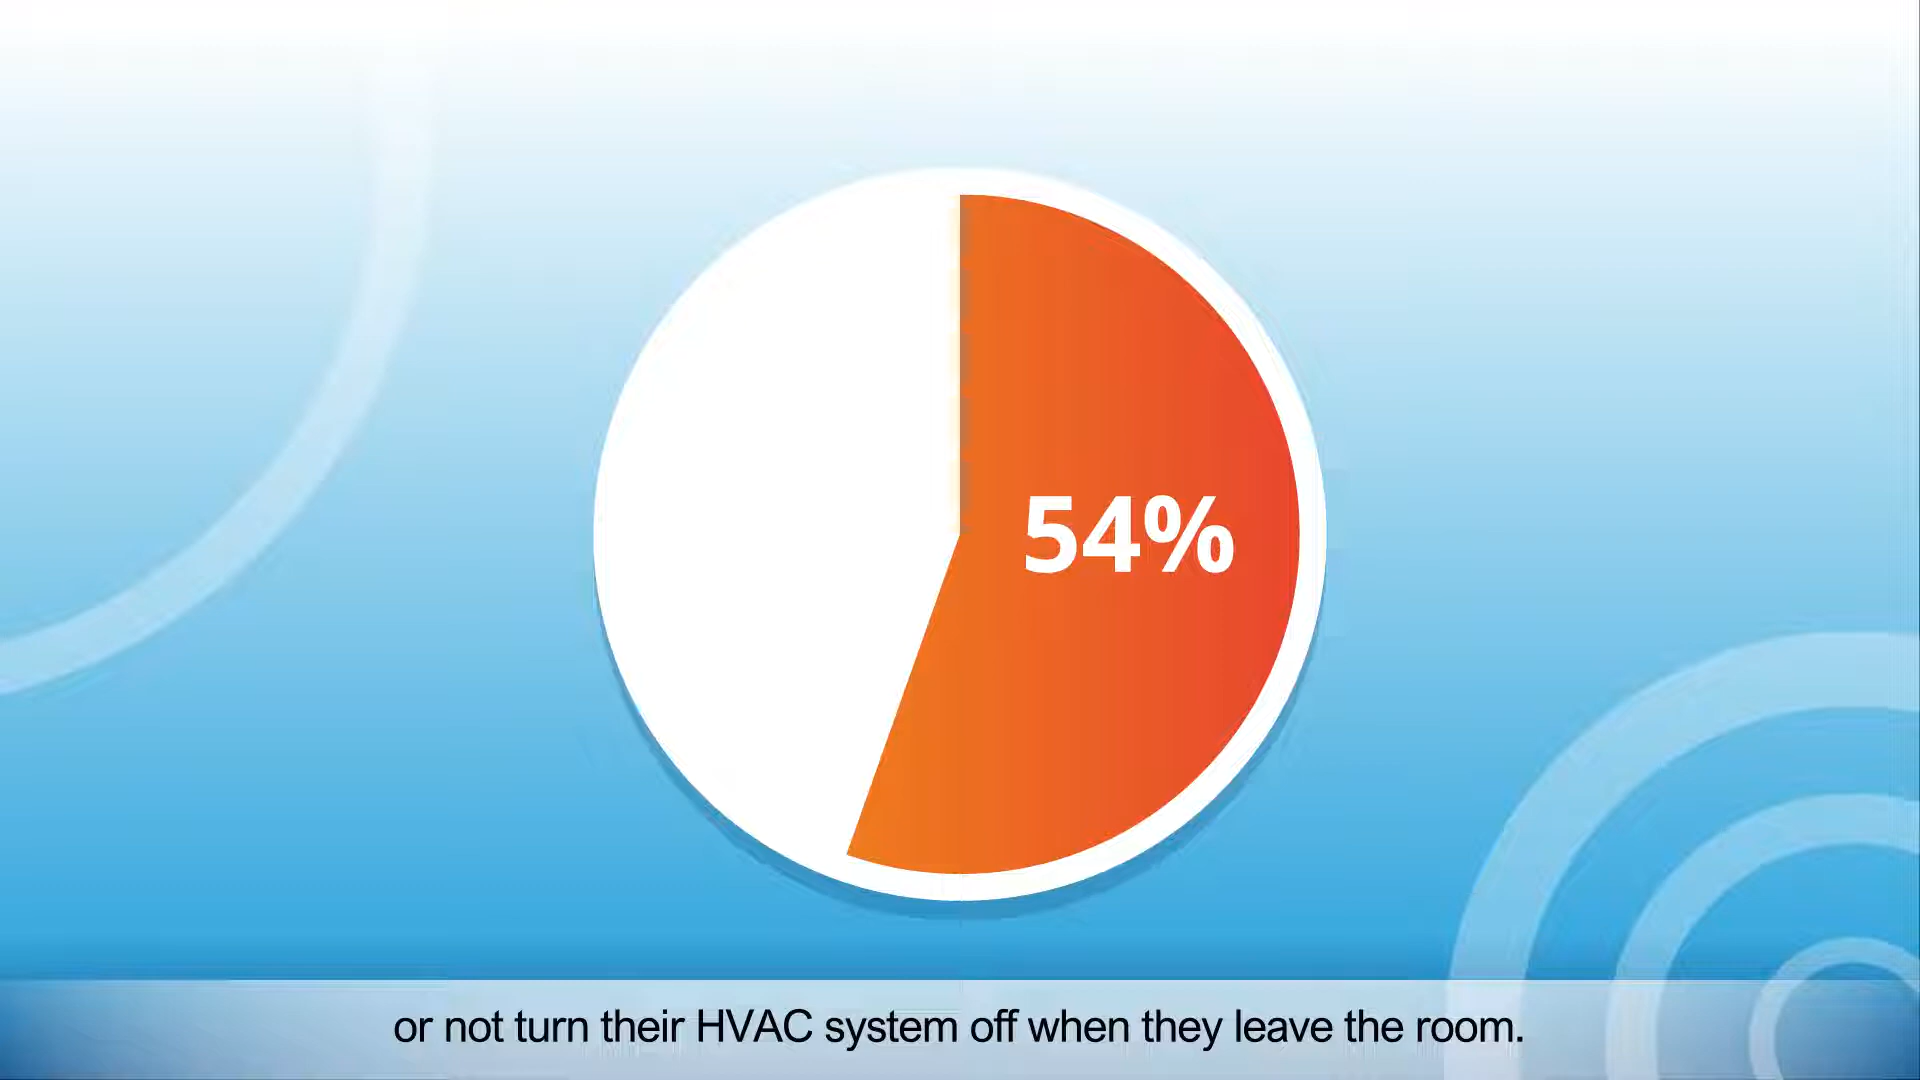 54%
or not turn their HVAC system off when they leave the room.